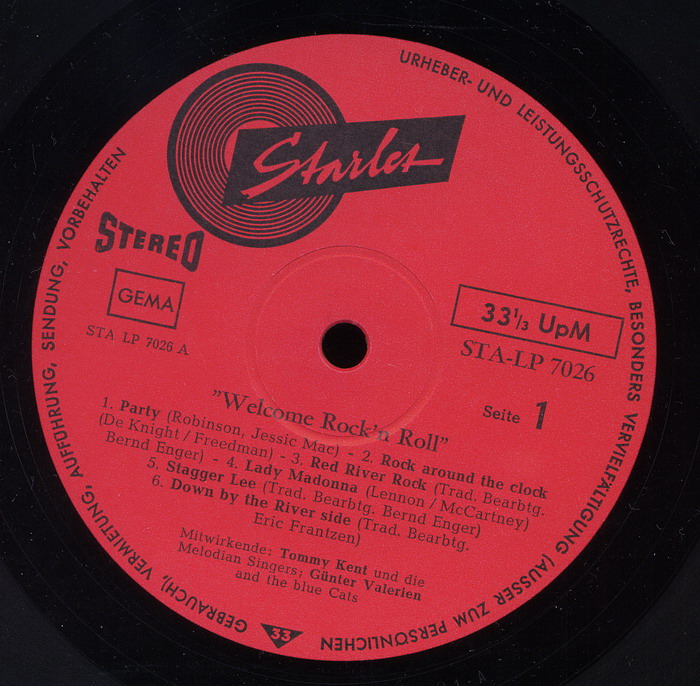 Starlet
STEREO
GEMA
STA LP 7026 A
33 1/3 UpM
STA-LP 7026
Seite 1
"Welcome Rock'n Roll"
1. Party (Robinson, Jessic Mac) - 2. Rock around the clock
(De Knight / Freedman) - 3. Red River Rock (Trad. Bearbtg.
Bernd Enger) - 4. Lady Madonna (Lennon / McCartney)
5. Stagger Lee (Trad. Bearbtg. Bernd Enger)
6. Down by the River side (Trad. Bearbtg.
Eric Frantzen)
Mitwirkende: Tommy Kent und die
Melodian Singers; Günter Valerien
and the blue Cats
URHEBER- UND LEISTUNGSSCHUTZRECHTE, BESONDERS VERVIELFÄLTIGUNG (AUSSER ZUM PERSÖNLICHEN
33
GEBRAUCH), VERMIETUNG, AUFFÜHRUNG, SENDUNG, VORBEHALTEN